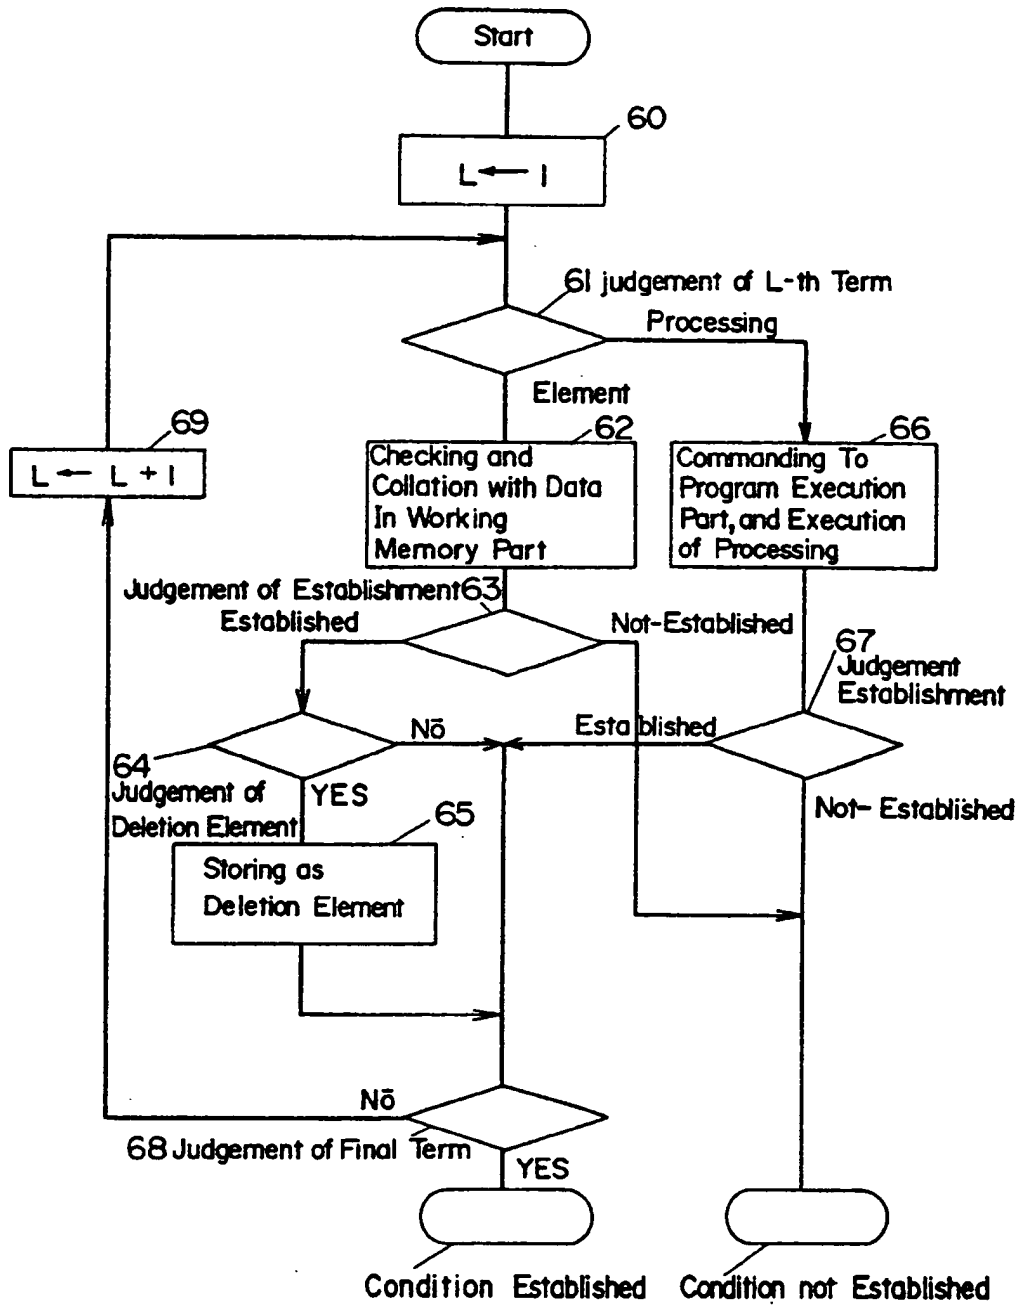 Start
60
L ← 1
61 judgement of L-th Term
Processing
Element
69
L ← L + 1
62
Checking and
Collation with Data
In Working
Memory Part
66
Commanding To
Program Execution
Part, and Execution
of Processing
Judgement of Establishment 63
Established
Not-Established
67
Judgement
Establishment
64
Judgement of
Deletion Element
No
Established
YES
Not-Established
65
Storing as
Deletion Element
No
68 Judgement of Final Term
YES
Condition Established
Condition not Established